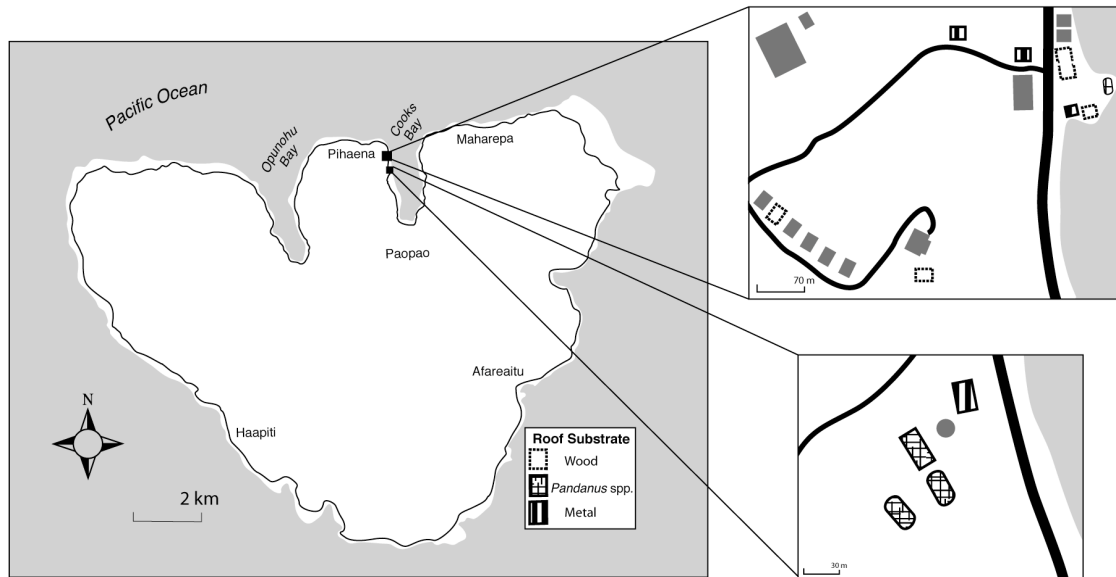 Pacific Ocean
Opunohu
Bay
Cooks
Bay
Pihaena
Maharepa
Paopao
Afareaitu
Haapiti
N
2 km
Roof Substrate
Wood
Pandanus spp.
Metal
70 m
30 m